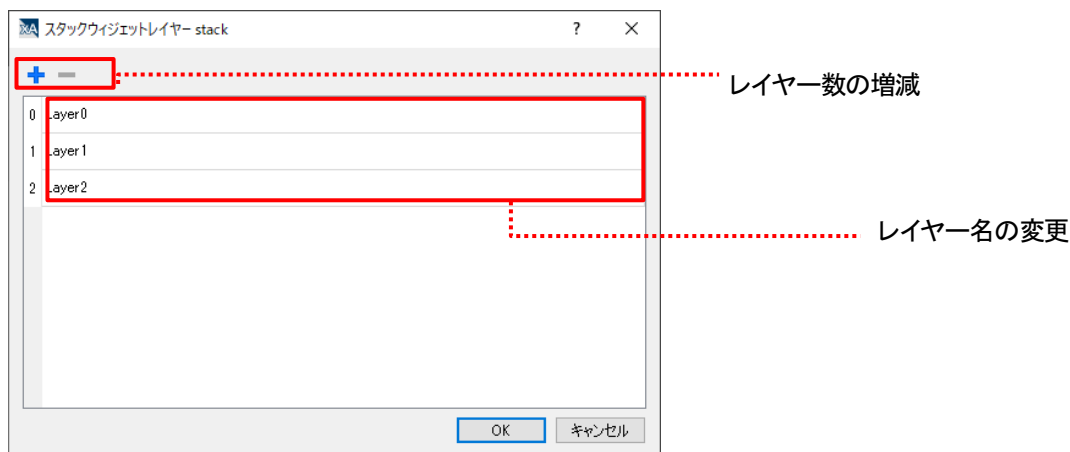 スタックウィジェットレイヤー stack
レイヤー数の増減
0 Layer0
1 Layer1
2 Layer2
レイヤー名の変更
OK キャンセル